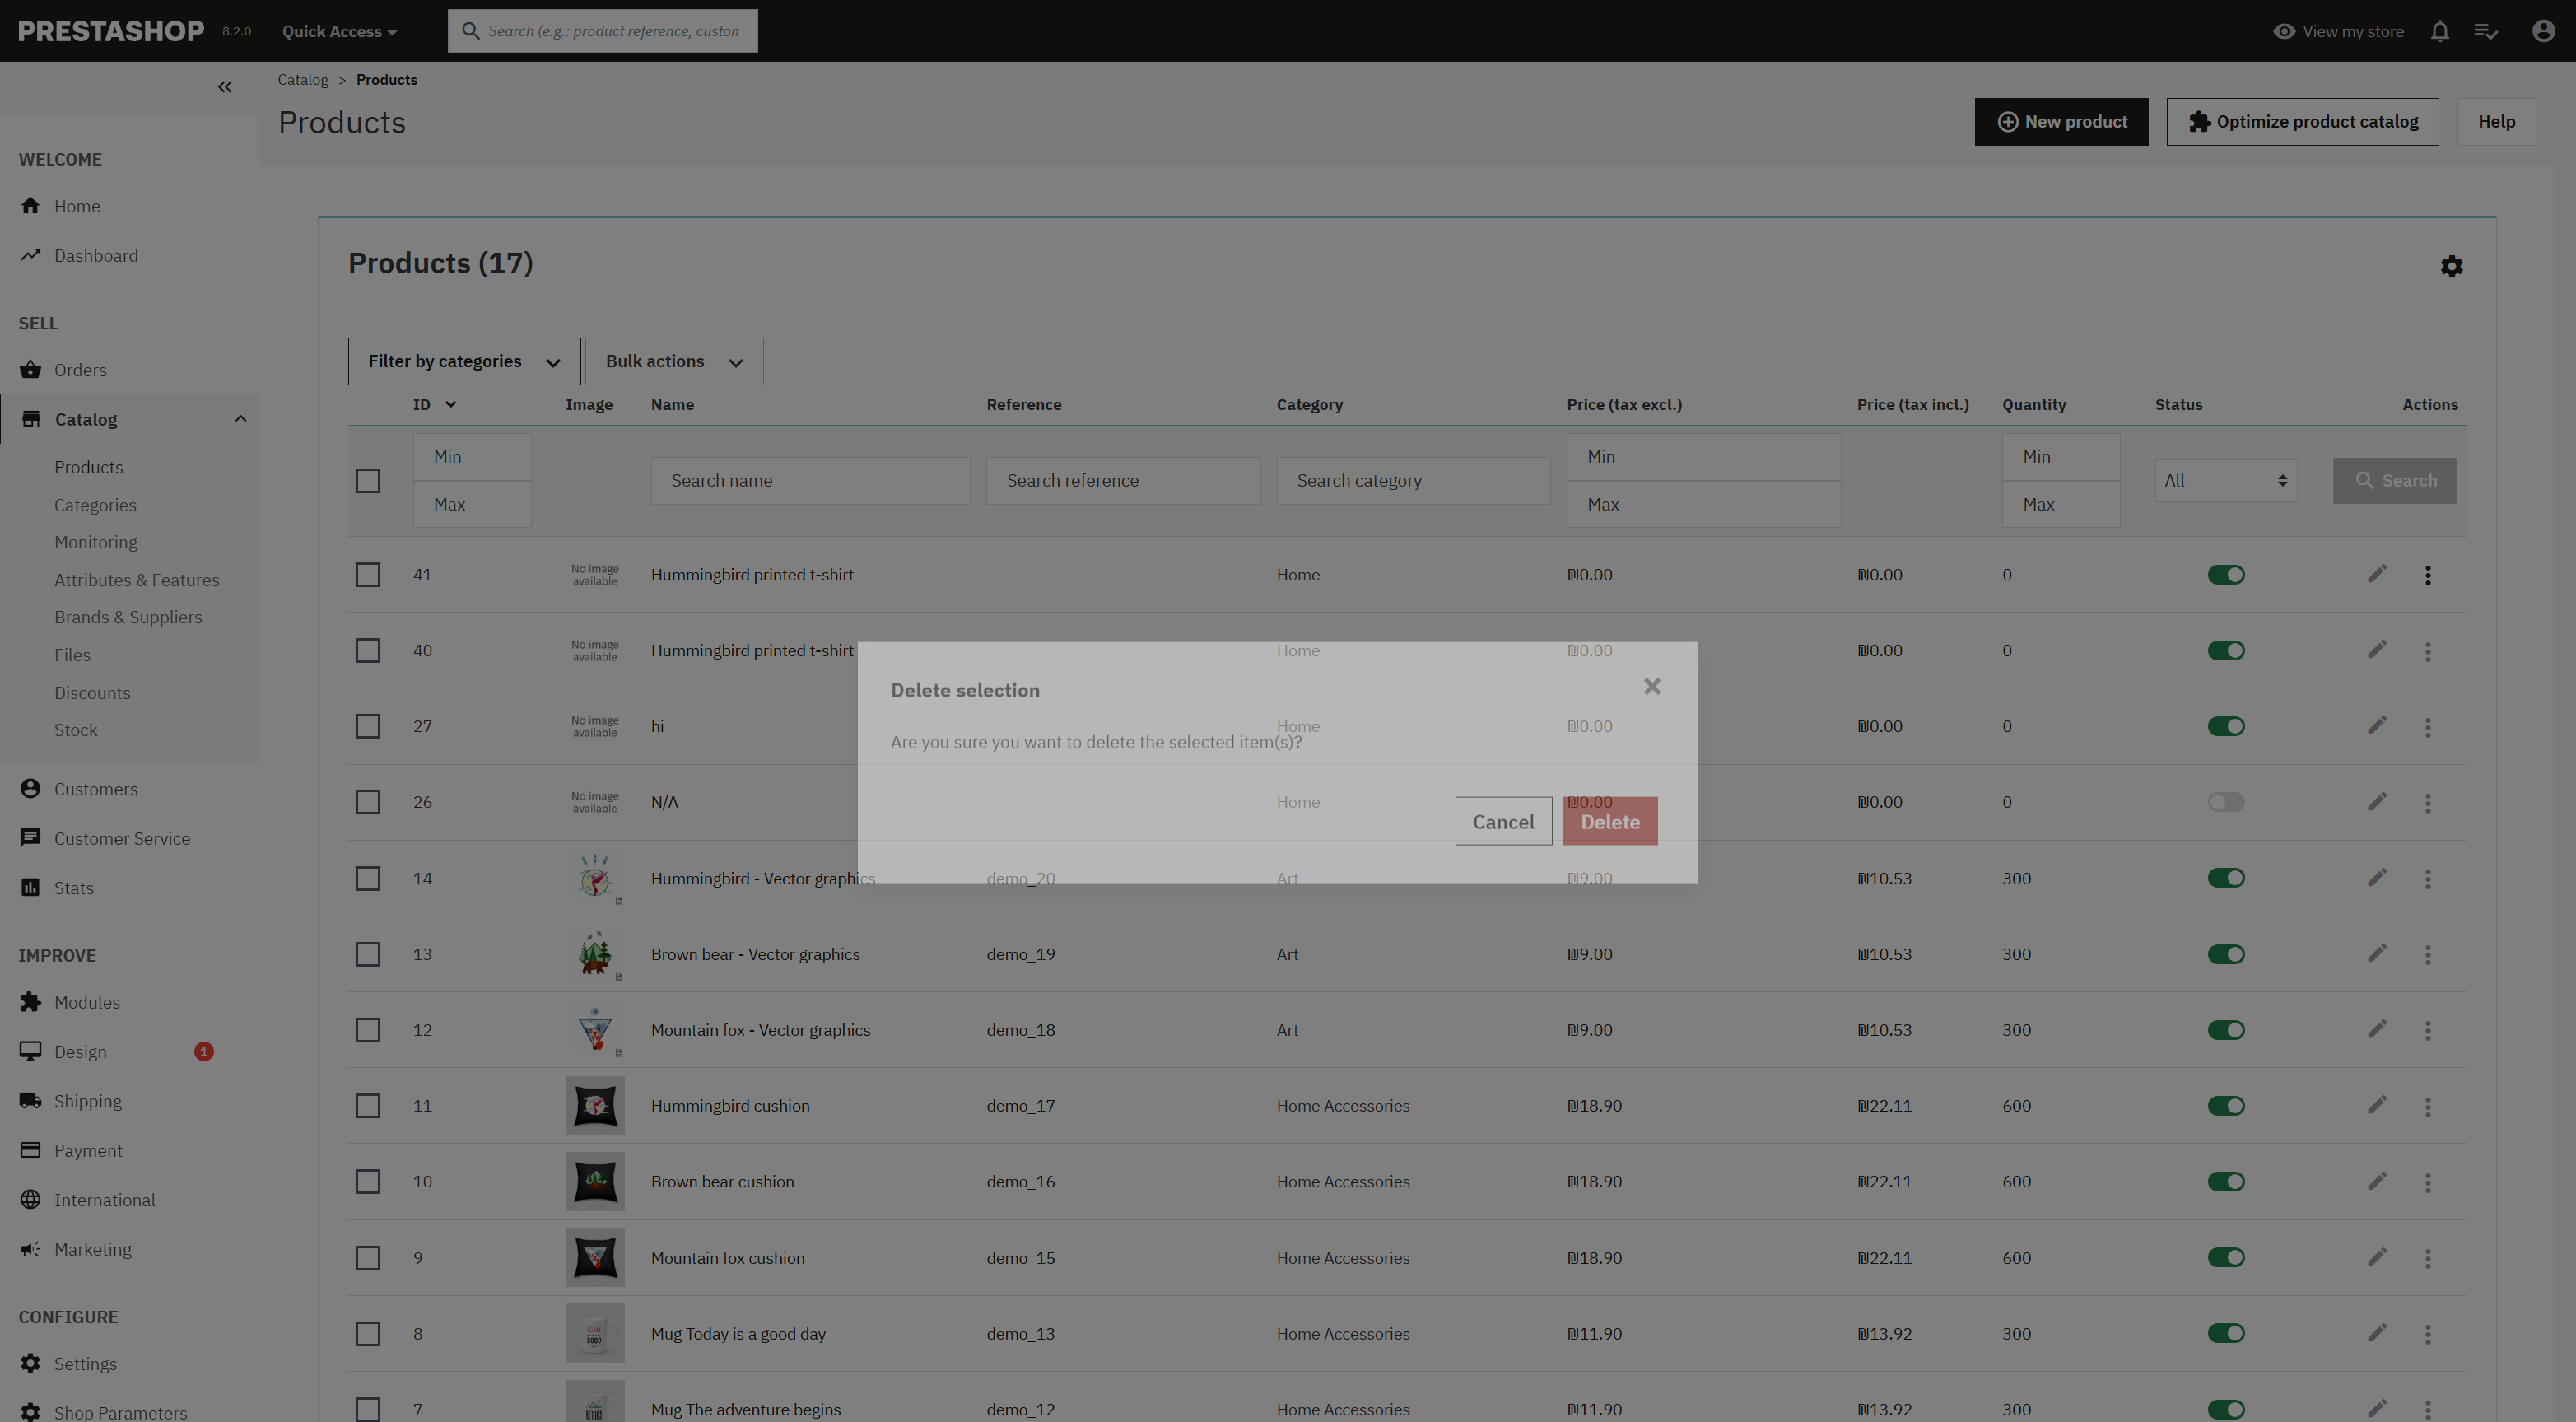 PRESTASHOP 8.2.0 Quick Access Search (e.g.: product reference, custon View my store
Catalog > Products
Products
New product Optimize product catalog Help
WELCOME
Home
Dashboard
SELL
Orders
Catalog
Products
Categories
Monitoring
Attributes & Features
Brands & Suppliers
Files
Discounts
Stock
Customers
Customer Service
Stats
IMPROVE
Modules
Design 1
Shipping
Payment
International
Marketing
CONFIGURE
Settings
Shop Parameters
Products (17)
Filter by categories Bulk actions
ID Image Name Reference Category Price (tax excl.) Price (tax incl.) Quantity Status Actions
Min Min Min
Search name Search reference Search category All Search
Max Max Max
41 No image available Hummingbird printed t-shirt Home ₪0.00 ₪0.00 0
40 No image available Hummingbird printed t-shirt Home ₪0.00 ₪0.00 0
27 No image available hi Home ₪0.00 ₪0.00 0
26 No image available N/A Home ₪0.00 ₪0.00 0
14 Hummingbird - Vector graphics demo_20 Art ₪9.00 ₪10.53 300
13 Brown bear - Vector graphics demo_19 Art ₪9.00 ₪10.53 300
12 Mountain fox - Vector graphics demo_18 Art ₪9.00 ₪10.53 300
11 Hummingbird cushion demo_17 Home Accessories ₪18.90 ₪22.11 600
10 Brown bear cushion demo_16 Home Accessories ₪18.90 ₪22.11 600
9 Mountain fox cushion demo_15 Home Accessories ₪18.90 ₪22.11 600
8 Mug Today is a good day demo_13 Home Accessories ₪11.90 ₪13.92 300
7 Mug The adventure begins demo_12 Home Accessories ₪11.90 ₪13.92 300
Delete selection
Are you sure you want to delete the selected item(s)?
Cancel Delete